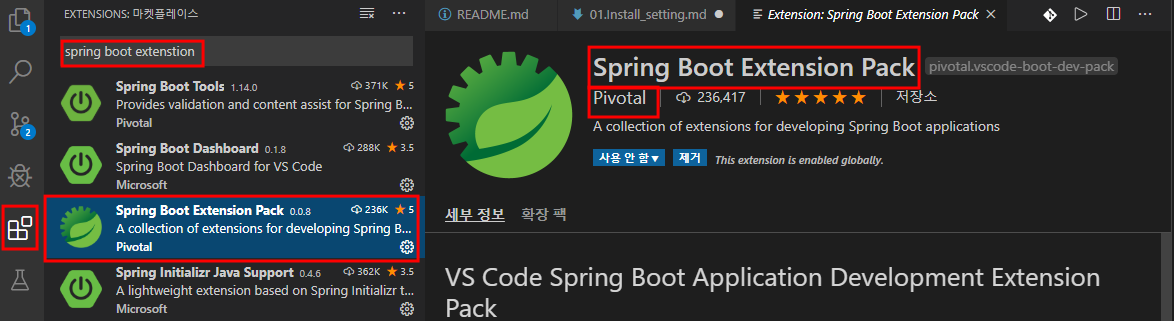 EXTENSIONS: 마켓플레이스
spring boot extenstion
Spring Boot Tools 1.14.0 371K ★ 5
Provides validation and content assist for Spring B...
Pivotal
Spring Boot Dashboard 0.1.8 288K ★ 3.5
Spring Boot Dashboard for VS Code
Microsoft
Spring Boot Extension Pack 0.0.8 236K ★ 5
A collection of extensions for developing Spring B...
Pivotal
Spring Initializr Java Support 0.4.6 362K ★ 3.5
A lightweight extension based on Spring Initializr t...
Microsoft
1
2
README.md 01.Install_setting.md Extension: Spring Boot Extension Pack
Spring Boot Extension Pack pivotal.vscode-boot-dev-pack
Pivotal 236,417 ★★★★★ 저장소
A collection of extensions for developing Spring Boot applications
사용 안 함 제거 This extension is enabled globally.
세부 정보 확장 팩
VS Code Spring Boot Application Development Extension
Pack